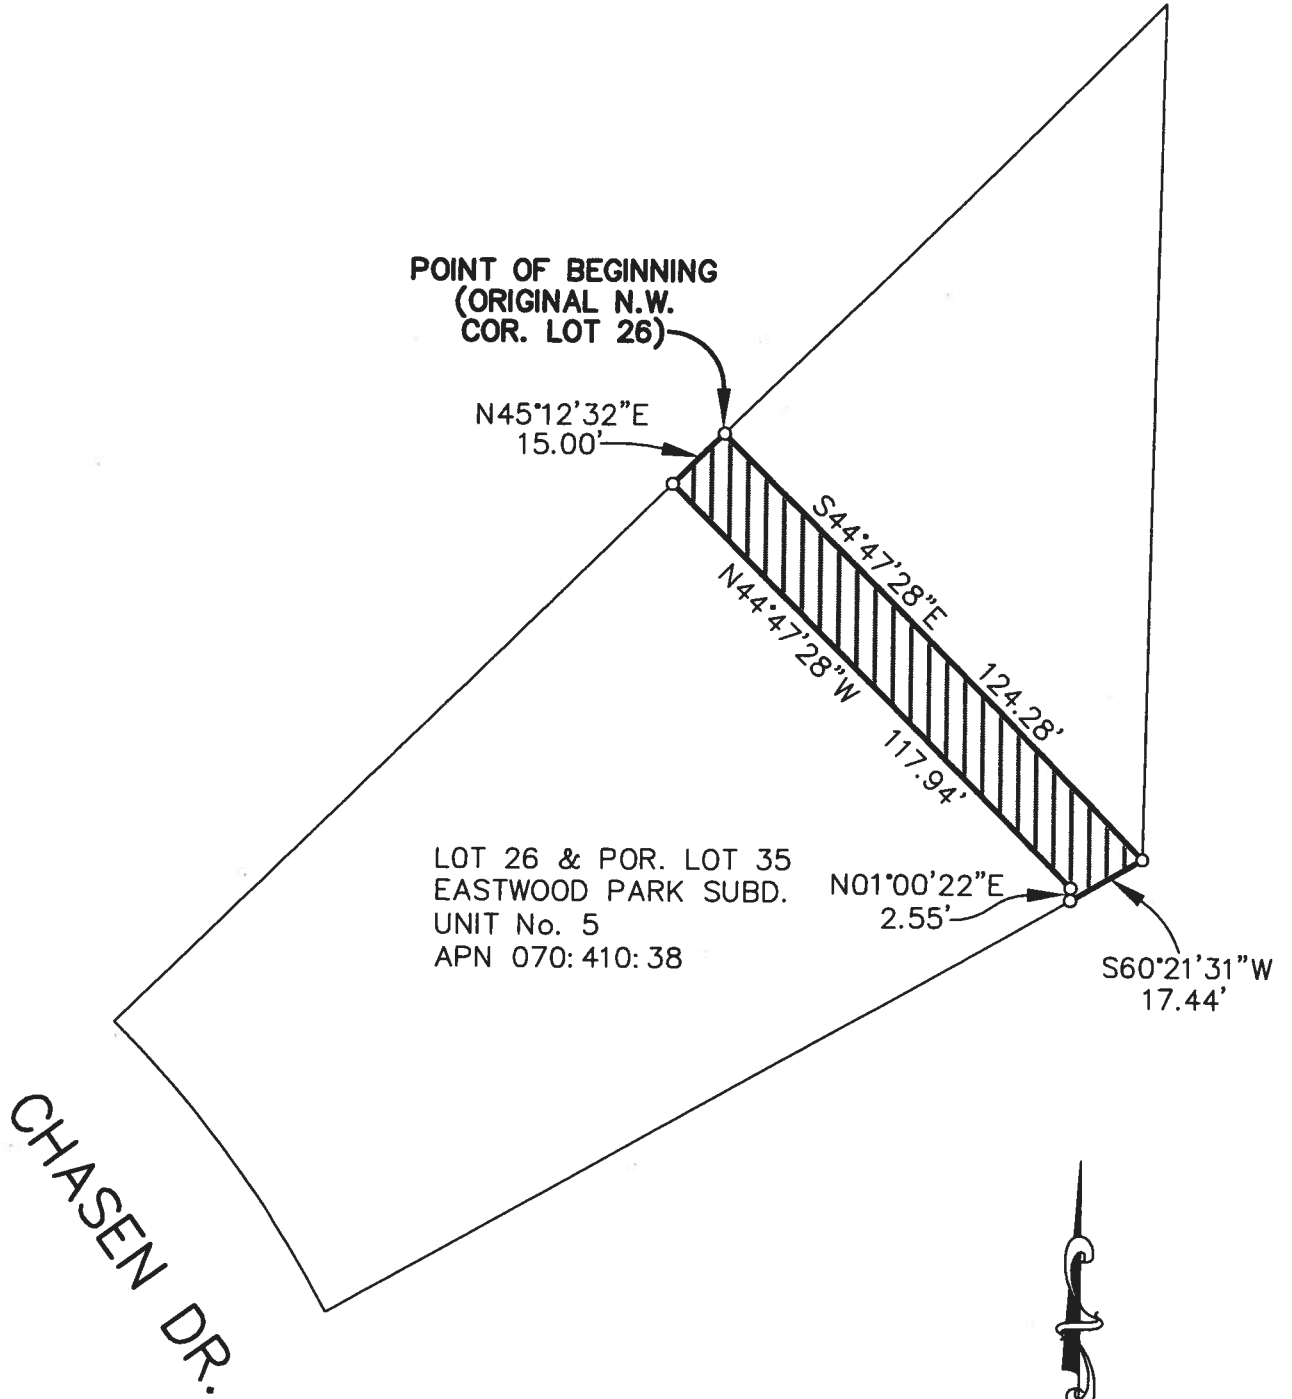 POINT OF BEGINNING
(ORIGINAL N.W.
COR. LOT 26)
N45°12'32"E
15.00'
S44°47'28"E
124.28'
N44°47'28"W
117.94'
LOT 26 & POR. LOT 35
EASTWOOD PARK SUBD.
UNIT No. 5
APN 070:410:38
N01°00'22"E
2.55'
S60°21'31"W
17.44'
CHASEN DR.